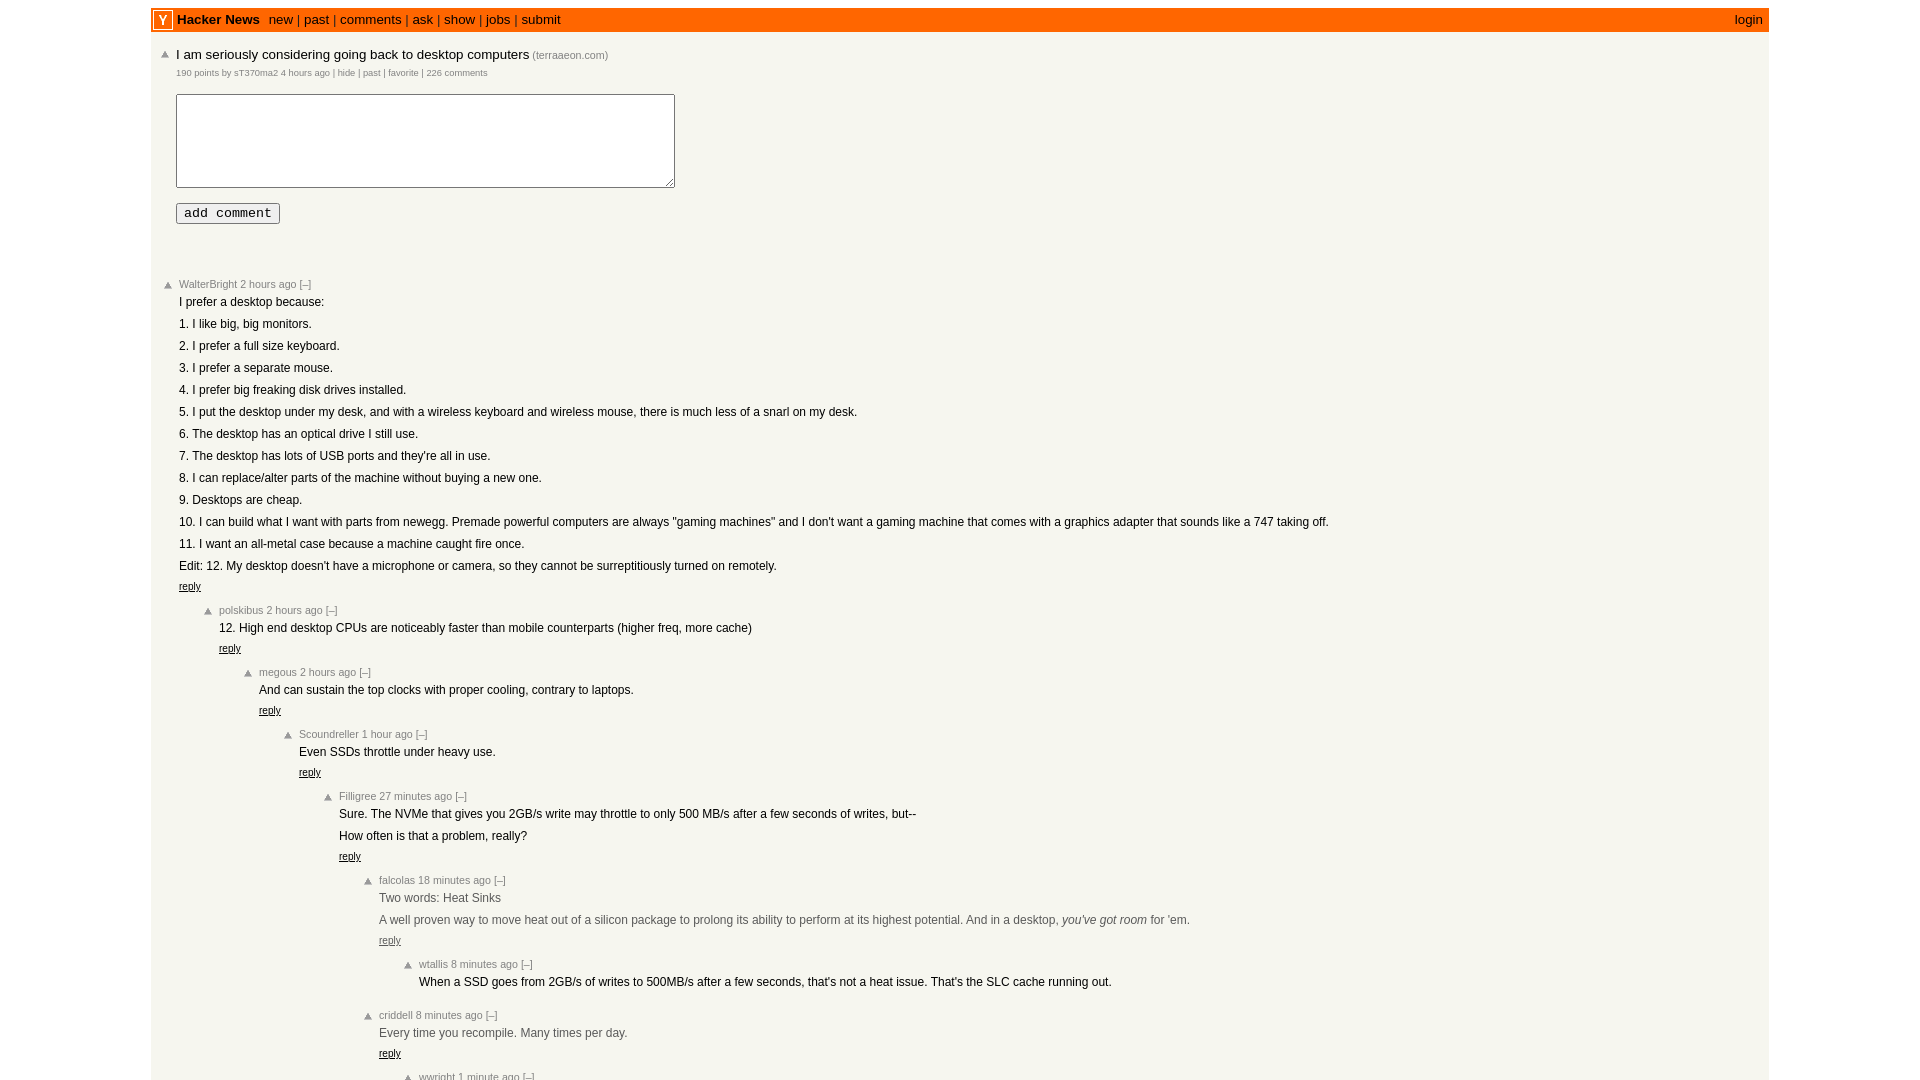 Y Hacker News new | past | comments | ask | show | jobs | submit login
I am seriously considering going back to desktop computers (terraaeon.com)
190 points by sT370ma2 4 hours ago | hide | past | favorite | 226 comments
add comment
WalterBright 2 hours ago [–]
I prefer a desktop because:
1. I like big, big monitors.
2. I prefer a full size keyboard.
3. I prefer a separate mouse.
4. I prefer big freaking disk drives installed.
5. I put the desktop under my desk, and with a wireless keyboard and wireless mouse, there is much less of a snarl on my desk.
6. The desktop has an optical drive I still use.
7. The desktop has lots of USB ports and they're all in use.
8. I can replace/alter parts of the machine without buying a new one.
9. Desktops are cheap.
10. I can build what I want with parts from newegg. Premade powerful computers are always "gaming machines" and I don't want a gaming machine that comes with a graphics adapter that sounds like a 747 taking off.
11. I want an all-metal case because a machine caught fire once.
Edit: 12. My desktop doesn't have a microphone or camera, so they cannot be surreptitiously turned on remotely.
reply
polskibus 2 hours ago [–]
12. High end desktop CPUs are noticeably faster than mobile counterparts (higher freq, more cache)
reply
megous 2 hours ago [–]
And can sustain the top clocks with proper cooling, contrary to laptops.
reply
Scoundreller 1 hour ago [–]
Even SSDs throttle under heavy use.
reply
Filligree 27 minutes ago [–]
Sure. The NVMe that gives you 2GB/s write may throttle to only 500 MB/s after a few seconds of writes, but--
How often is that a problem, really?
reply
falcolas 18 minutes ago [–]
Two words: Heat Sinks
A well proven way to move heat out of a silicon package to prolong its ability to perform at its highest potential. And in a desktop, you've got room for 'em.
reply
wtallis 8 minutes ago [–]
When a SSD goes from 2GB/s of writes to 500MB/s after a few seconds, that's not a heat issue. That's the SLC cache running out.
criddell 8 minutes ago [–]
Every time you recompile. Many times per day.
reply
wwright 1 minute ago [–]